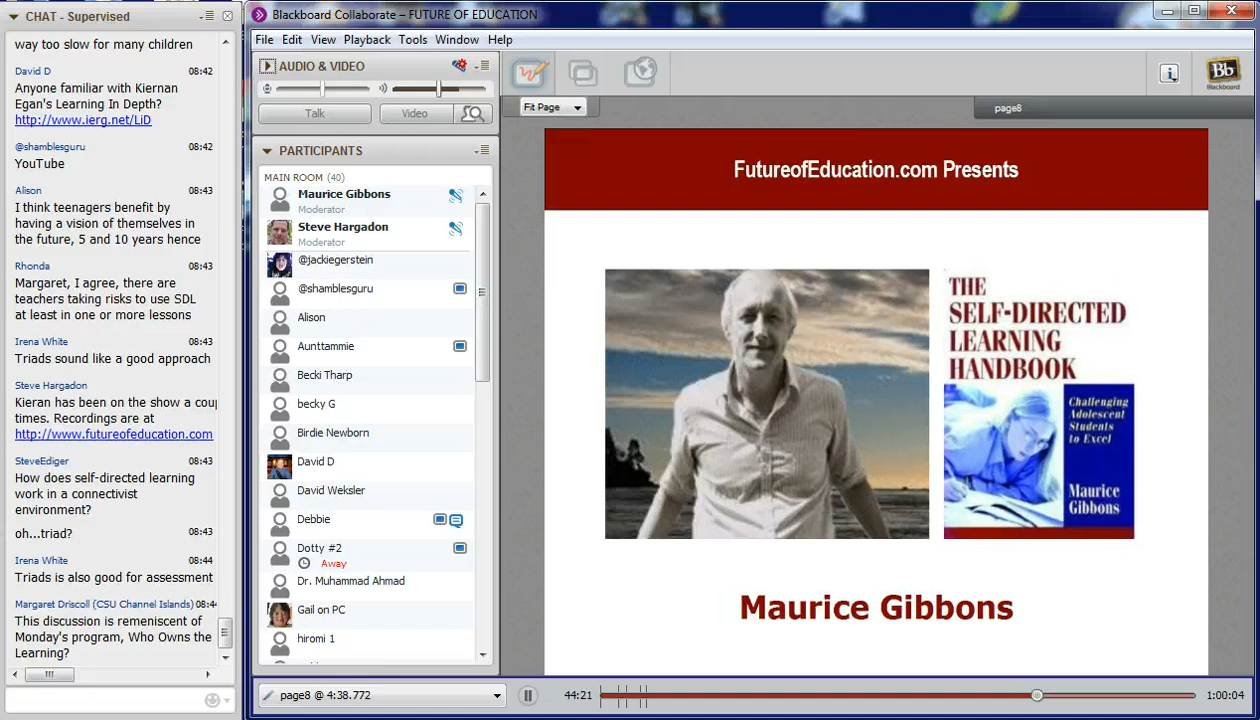 CHAT - Supervised
way too slow for many children
David D 08:42
Anyone familiar with Kiernan
Egan's Learning In Depth?
http://www.ierg.net/LiD
@shamblesguru 08:42
YouTube
Alison 08:43
I think teenagers benefit by
having a vision of themselves in
the future, 5 and 10 years hence
Rhonda 08:43
Margaret, I agree, there are
teachers taking risks to use SDL
at least in one or more lessons
Irena White 08:43
Triads sound like a good approach
Steve Hargadon 08:43
Kieran has been on the show a coup
times. Recordings are at
http://www.futureofeducation.com
SteveEdiger 08:43
How does self-directed learning
work in a connectivist
environment?
oh...triad? 08:43
Irena White 08:44
Triads is also good for assessment
Margaret Driscoll (CSU Channel Islands) 08:44
This discussion is remeniscent of
Monday's program, Who Owns the
Learning?
Blackboard Collaborate – FUTURE OF EDUCATION
File Edit View Playback Tools Window Help
AUDIO & VIDEO
Talk Video
PARTICIPANTS
MAIN ROOM (40)
Maurice Gibbons
Moderator
Steve Hargadon
Moderator
@jackiegerstein
@shamblesguru
Alison
Aunttammie
Becki Tharp
becky G
Birdie Newborn
David D
David Weksler
Debbie
Dotty #2
Away
Dr. Muhammad Ahmad
Gail on PC
hiromi 1
Bb
Blackboard
Fit Page
page8
FutureofEducation.com Presents
THE
SELF-DIRECTED
LEARNING
HANDBOOK
Challenging
Adolescent
Students
to Excel
Maurice
Gibbons
Maurice Gibbons
page8 @ 4:38.772
44:21
1:00:04